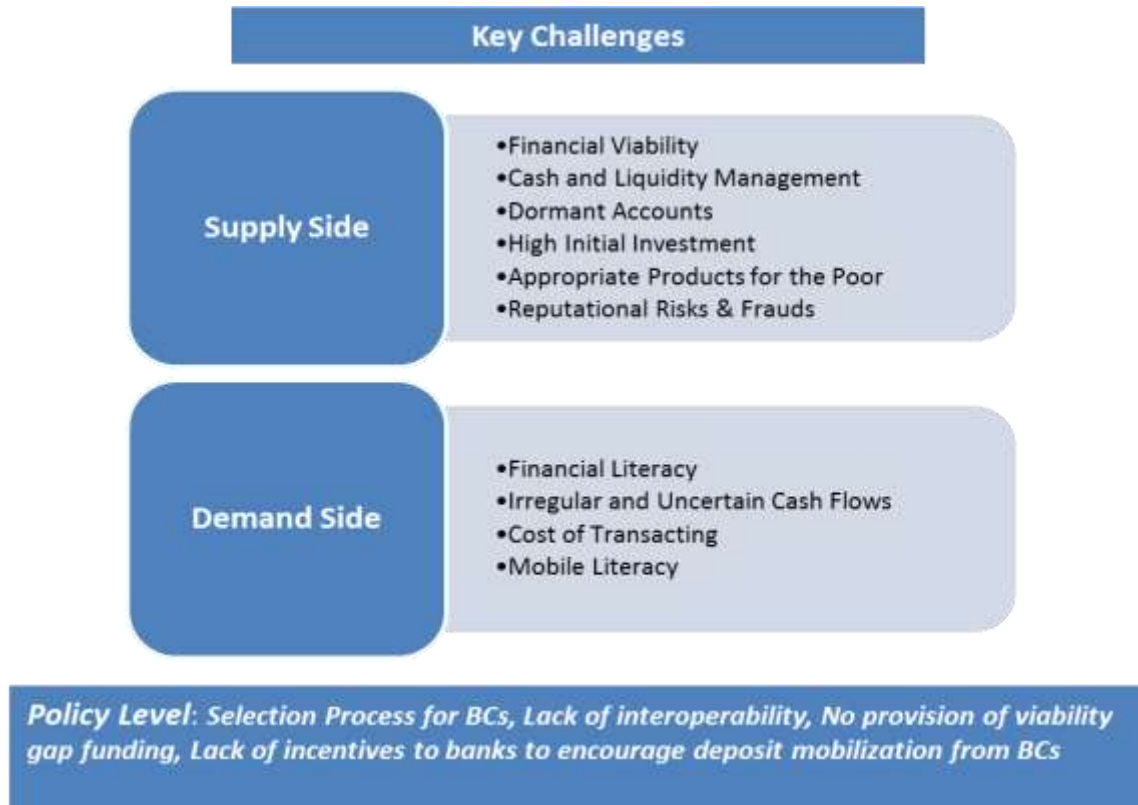 Key Challenges
Supply Side
•Financial Viability
•Cash and Liquidity Management
•Dormant Accounts
•High Initial Investment
•Appropriate Products for the Poor
•Reputational Risks & Frauds
Demand Side
•Financial Literacy
•Irregular and Uncertain Cash Flows
•Cost of Transacting
•Mobile Literacy
Policy Level: Selection Process for BCs, Lack of interoperability, No provision of viability
gap funding, Lack of incentives to banks to encourage deposit mobilization from BCs